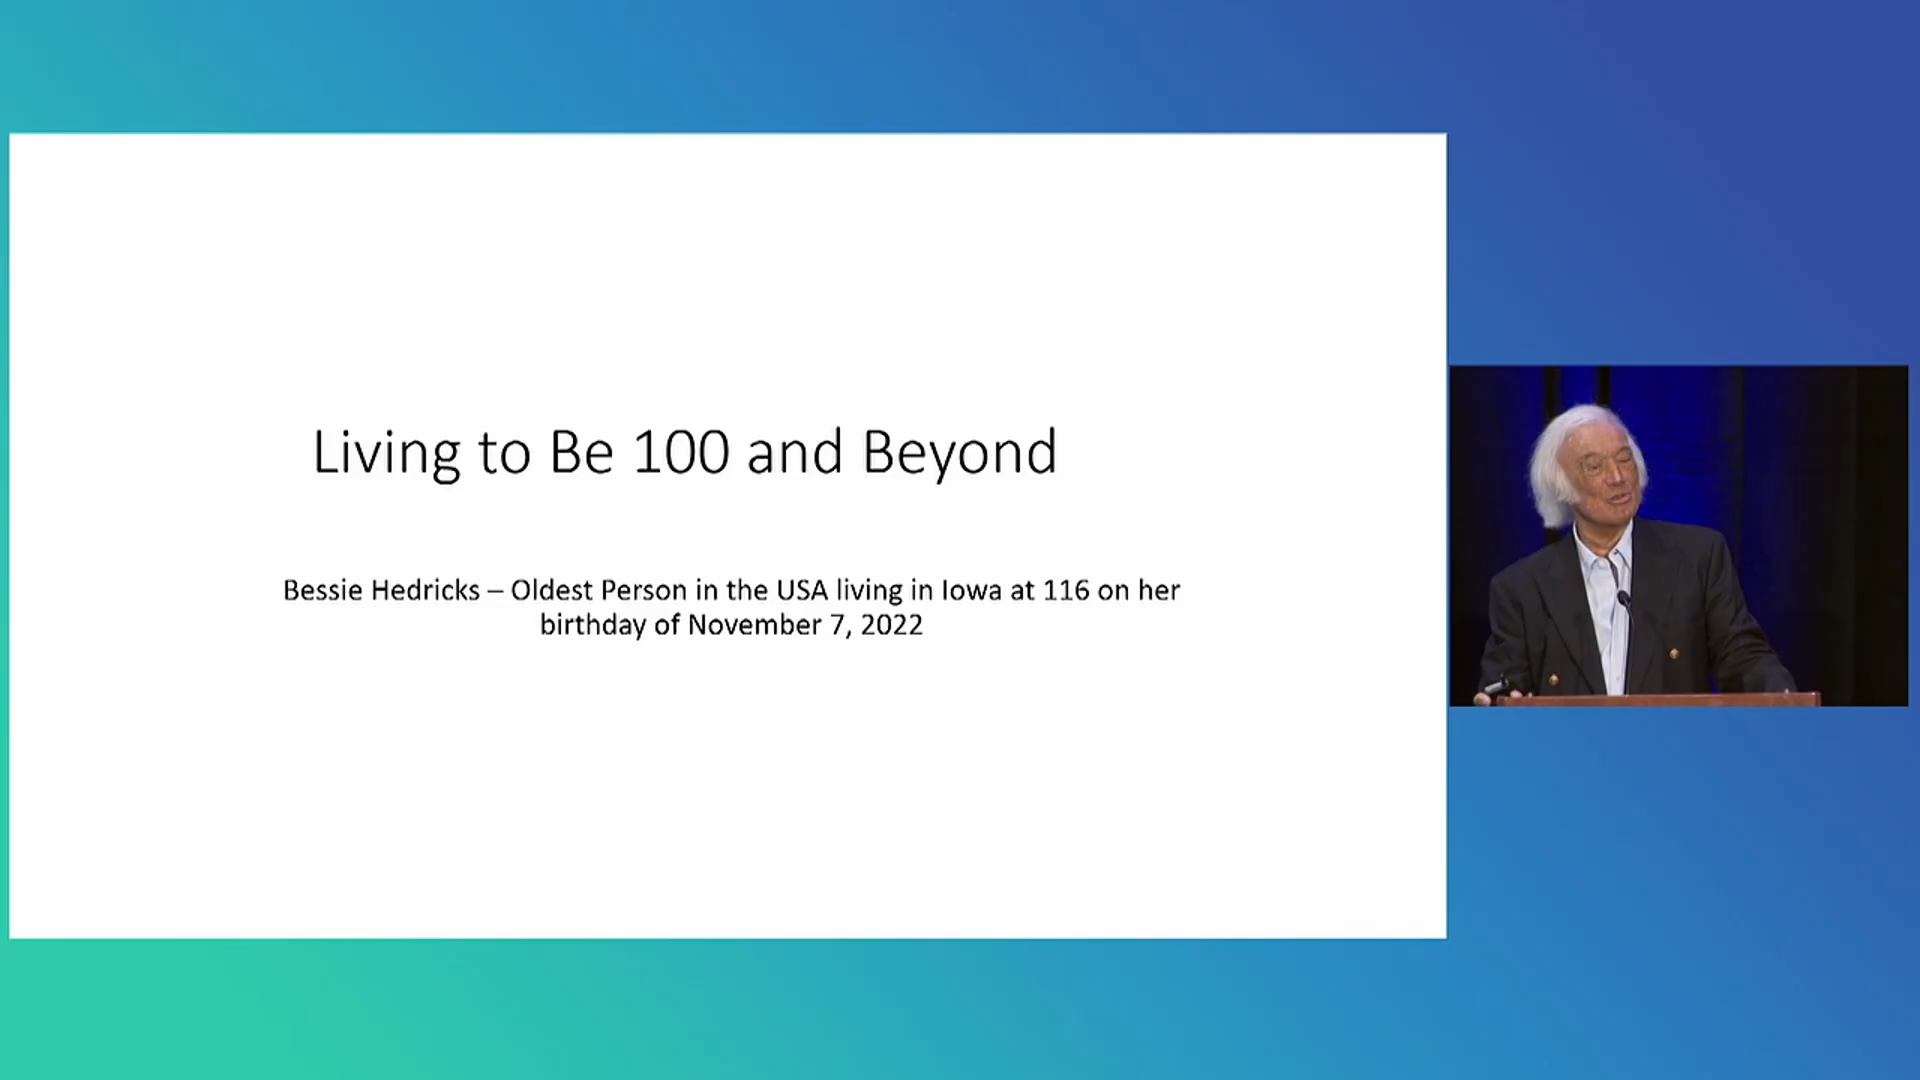 Living to Be 100 and Beyond
Bessie Hedricks – Oldest Person in the USA living in Iowa at 116 on her
birthday of November 7, 2022